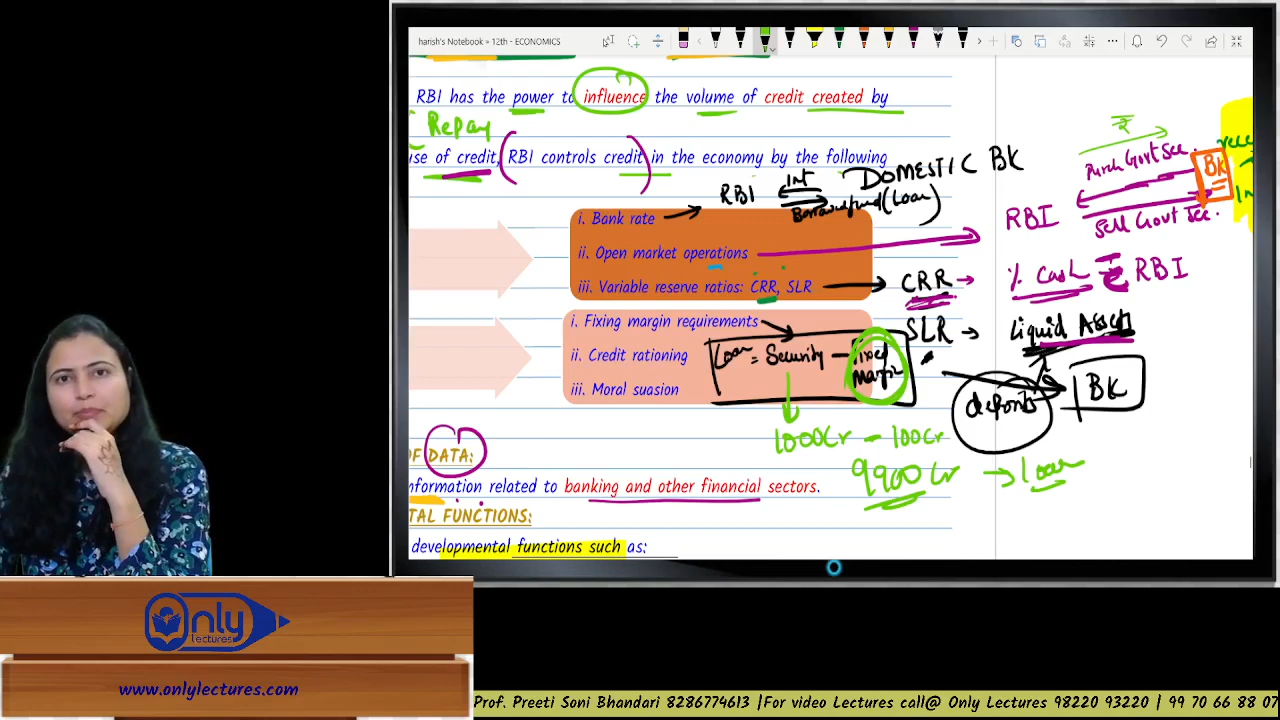 harish's Notebook » 12th - ECONOMICS
RBI has the power to influence the volume of credit created by
Repay
use of credit, RBI controls credit in the economy by the following
RBI
Int
DOMESTIC BK
Borrow fund (Loan)
i. Bank rate
ii. Open market operations
iii. Variable reserve ratios: CRR, SLR
RBI
Purch Govt Sec.
Sell Govt Sec.
Bk
CRR → % Cash RBI
SLR → Liquid Asset
deposits
BK
i. Fixing margin requirements
ii. Credit rationing
iii. Moral suasion
Loan = Security - Fixed Margin
1000Cr - 100Cr
9900Cr → loan
OF DATA:
nformation related to banking and other financial sectors.
TAL FUNCTIONS:
developmental functions such as:
Only
lectures
www.onlylectures.com
Prof. Preeti Soni Bhandari 8286774613 |For video Lectures call@ Only Lectures 98220 93220 | 99 70 66 88 07